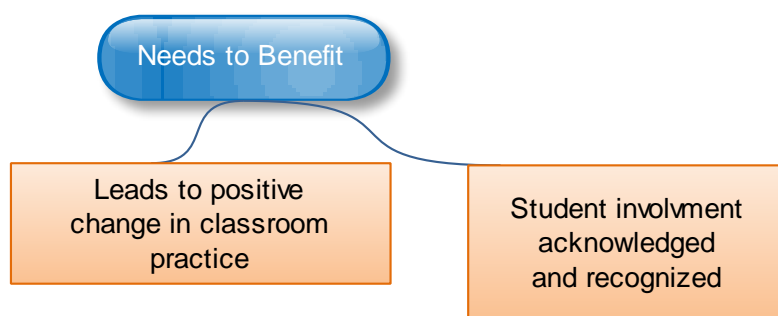 Needs to Benefit
Leads to positive
change in classroom
practice
Student involvment
acknowledged
and recognized